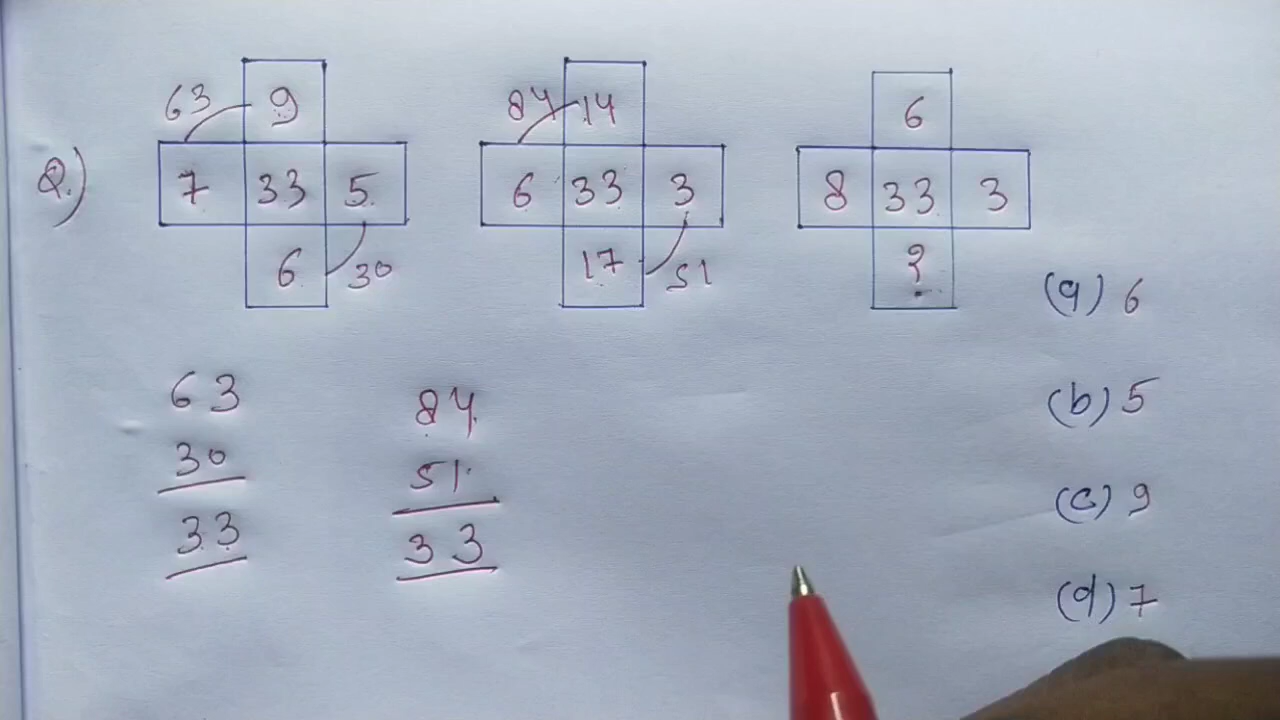 63 9 84 14 6
Q.) 7 33 5 6 33 3 8 33 3
6 30 17 51 ?
(a) 6
63 84
(b) 5
30 51
(c) 9
33 33
(d) 7